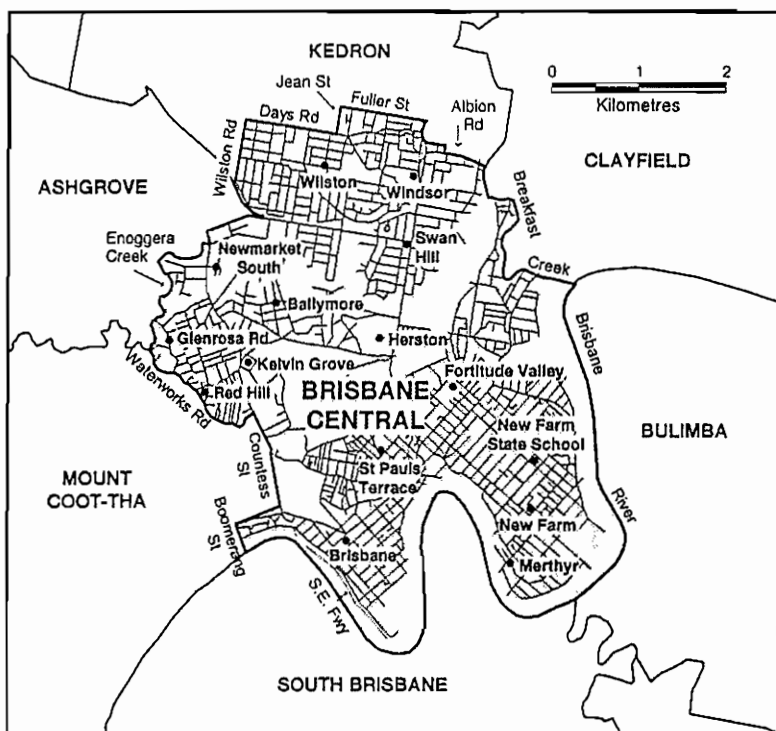 KEDRON
0 1 2
Kilometres
Jean St
Fuller St
Albion
Rd
Days Rd
Wilston Rd
CLAYFIELD
ASHGROVE
Wilston
Windsor
Breakfast
Creek
Enoggera
Creek
Newmarket
South
Swan
Hill
Ballymore
Brisbane
River
Glenrosa Rd
Herston
Kelvin Grove
Fortitude Valley
Waterworks Rd
Red Hill
BRISBANE
CENTRAL
New Farm
State School
BULIMBA
Countess
St
St Pauls
Terrace
MOUNT
COOT-THA
New Farm
Boomerang
St
Brisbane
Merthyr
S.E. Fwy
SOUTH BRISBANE